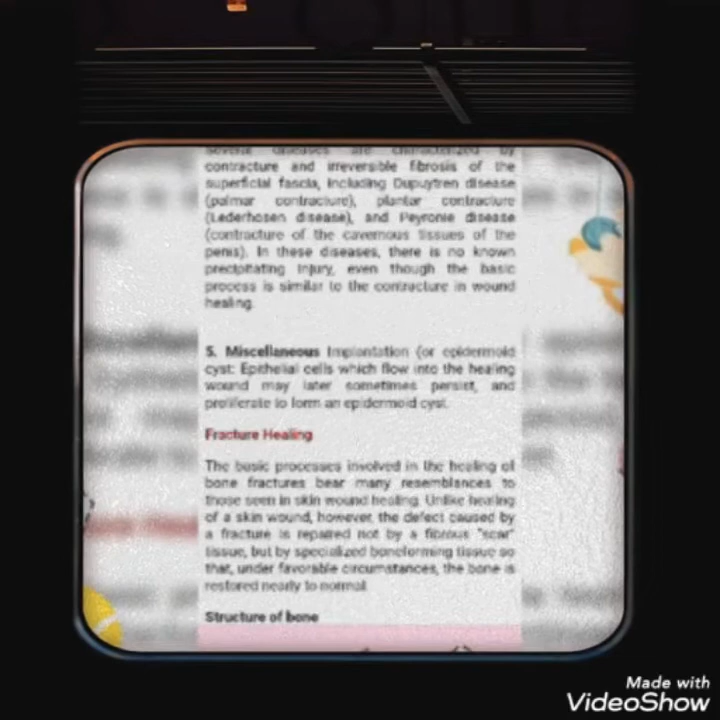 several diseases are characterized by
contracture and irreversible fibrosis of the
superficial fascia, including Dupuytren disease
(palmar contracture), plantar contracture
(Lederhosen disease), and Peyronie disease
(contracture of the cavernous tissues of the
penis). In these diseases, there is no known
precipitating injury, even though the basic
process is similar to the contracture in wound
healing.
5. Miscellaneous Implantation (or epidermoid
cyst: Epithelial cells which flow into the healing
wound may later sometimes persist, and
proliferate to form an epidermoid cyst.
Fracture Healing
The basic processes involved in the healing of
bone fractures bear many resemblances to
those seen in skin wound healing. Unlike healing
of a skin wound, however, the defect caused by
a fracture is repaired not by a fibrous "scar"
tissue, but by specialized boneforming tissue so
that, under favorable circumstances, the bone is
restored nearly to normal.
Structure of bone
Made with
VideoShow